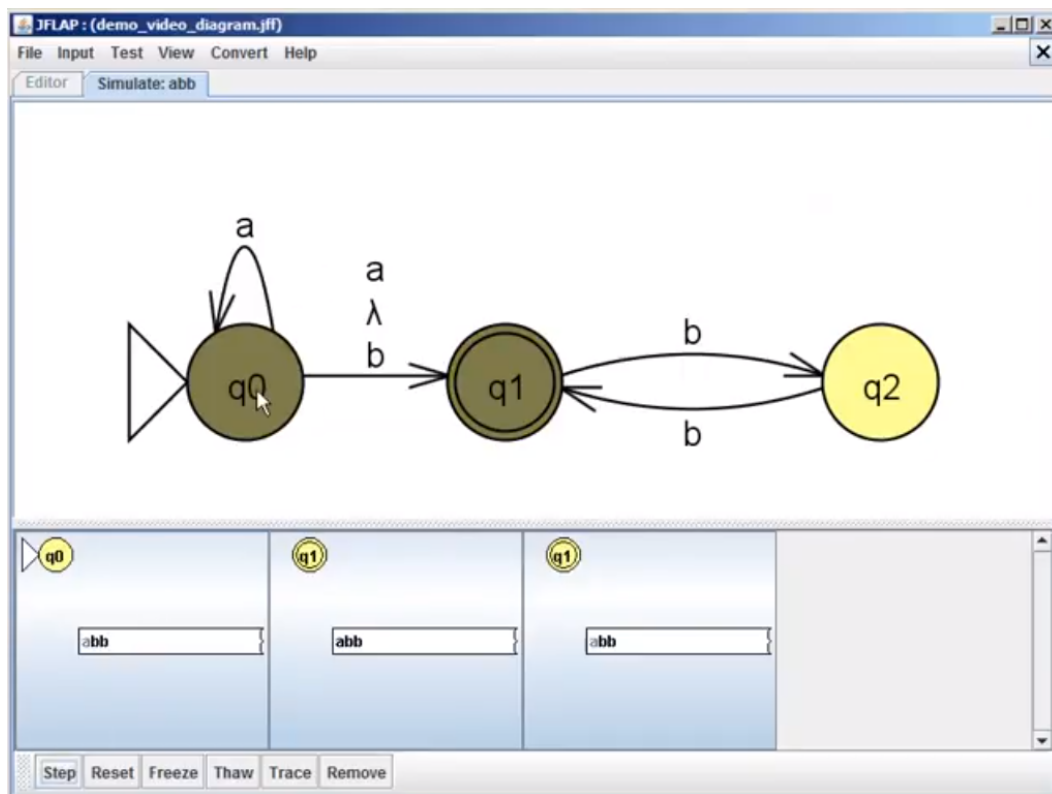 JFLAP : (demo_video_diagram.jff)
File Input Test View Convert Help
Editor Simulate: abb
a
a
λ
b
q0
q1
b
q2
b
q0
q1
q1
abb
abb
abb
Step Reset Freeze Thaw Trace Remove